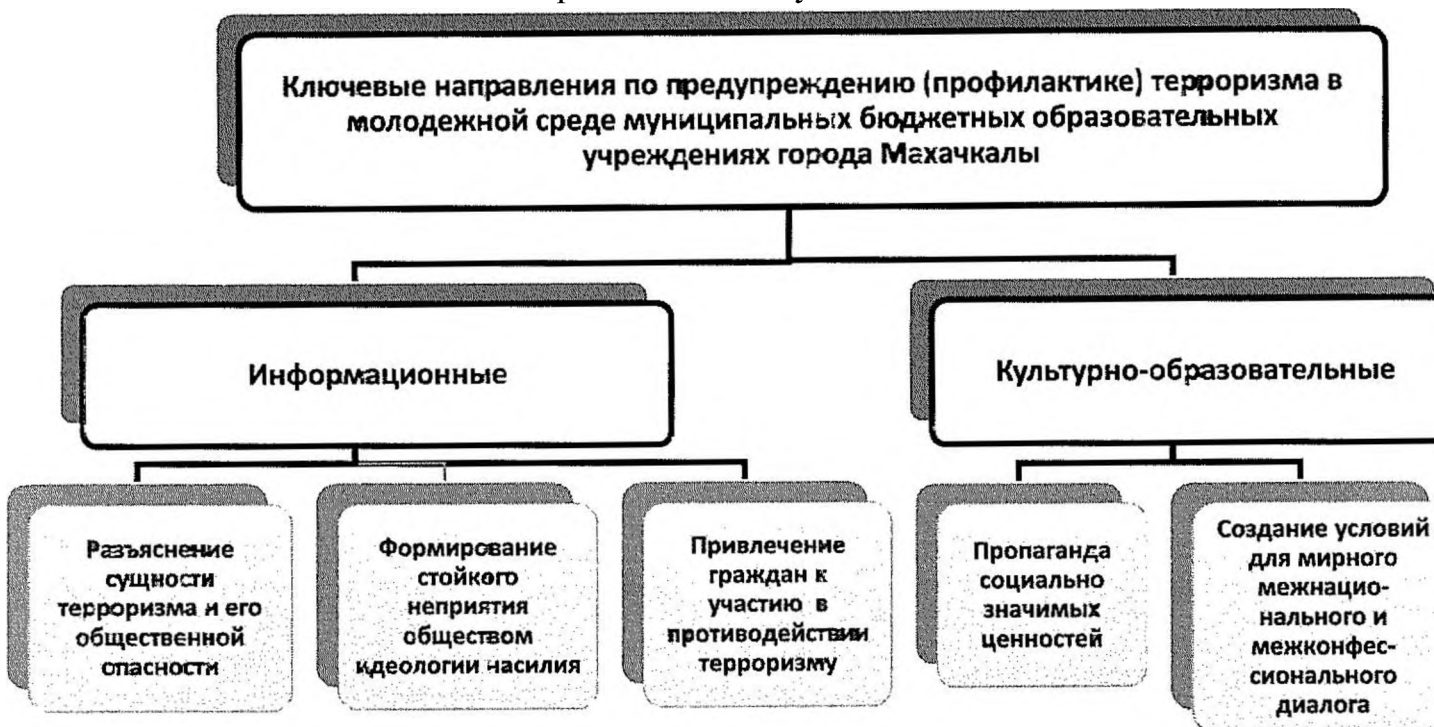 Ключевые направления по предупреждению (профилактике) терроризма в
молодежной среде муниципальных бюджетных образовательных
учреждениях города Махачкалы
Информационные
Культурно-образовательные
Разъяснение
сущности
терроризма и его
общественной
опасности
Формирование
стойкого
неприятия
обществом
идеологии насилия
Привлечение
граждан к
участию в
противодействии
терроризму
Пропаганда
социально
значимых
ценностей
Создание условий
для мирного
межнацио-
нального и
межконфес-
сионального
диалога